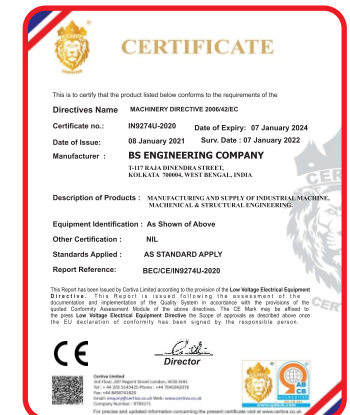 CERTIFICATE
This is to certify that the product listed below conforms to the requirements of the
Directives Name MACHINERY DIRECTIVE 2006/42/EC
Certificate no.: IN9274U-2020 Date of Expiry: 07 January 2024
Date of Issue: 08 January 2021 Surv. Date : 07 January 2022
Manufacturer : BS ENGINEERING COMPANY
T-117 RAJA DINENDRA STREET,
KOLKATA 700004, WEST BENGAL, INDIA
Description of Products : MANUFACTURING AND SUPPLY OF INDUSTRIAL MACHINE,
MACHENICAL & STRUCTURAL ENGINEERING.
Equipment Identification : As Shown of Above
Other Certification : NIL
Standards Applied : AS STANDARD APPLY
Report Reference: BEC/CE/IN9274U-2020
This Report has been Issued by Certiva Limited according to the provision of the Low Voltage Electrical Equipment
Directive. This Report is issued following the assessment of the
documentation and implementation of the Quality System in accordance with the provisions of the
quoted Conformity Assessment Module of the above directives. The CE Mark may be affixed to
the press Low Voltage Electrical Equipment Directive the Scope of approvals as described above once
the EU declaration of conformity has been signed by the responsible person.
CE
Director
Certiva Limited
3rd Floor, 207 Regent Street London, W1B 3HH.
For precise and updated information concerning the present certificate visit at www.certiva.co.uk